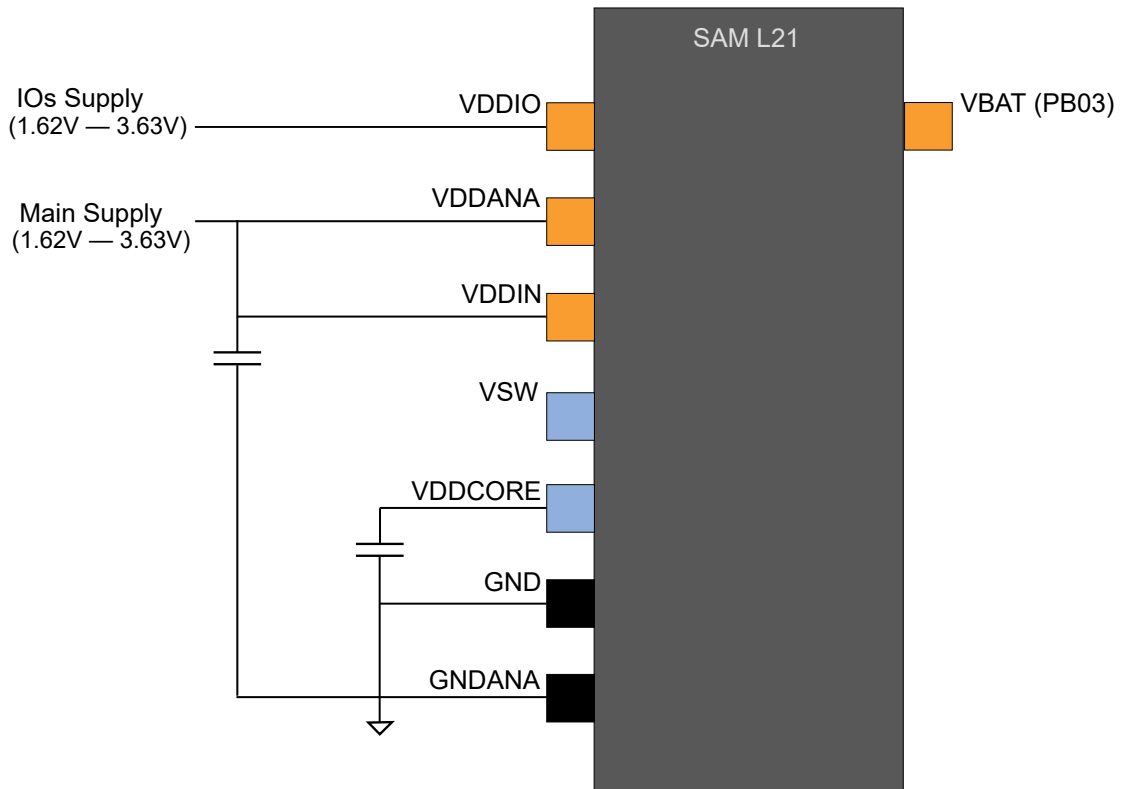 SAM L21
IOs Supply
(1.62V — 3.63V)
VDDIO
VBAT (PB03)
Main Supply
(1.62V — 3.63V)
VDDANA
VDDIN
VSW
VDDCORE
GND
GNDANA